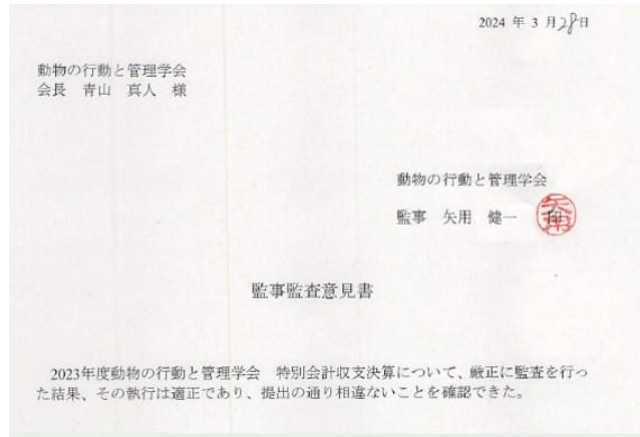 2024 年 3 月28日
動物の行動と管理学会
会長 青山 真人 様
動物の行動と管理学会
監事 矢用 健一 印
監事監査意見書
2023年度動物の行動と管理学会 特別会計収支決算について、厳正に監査を行っ
た結果、その執行は適正であり、提出の通り相違ないことを確認できた。